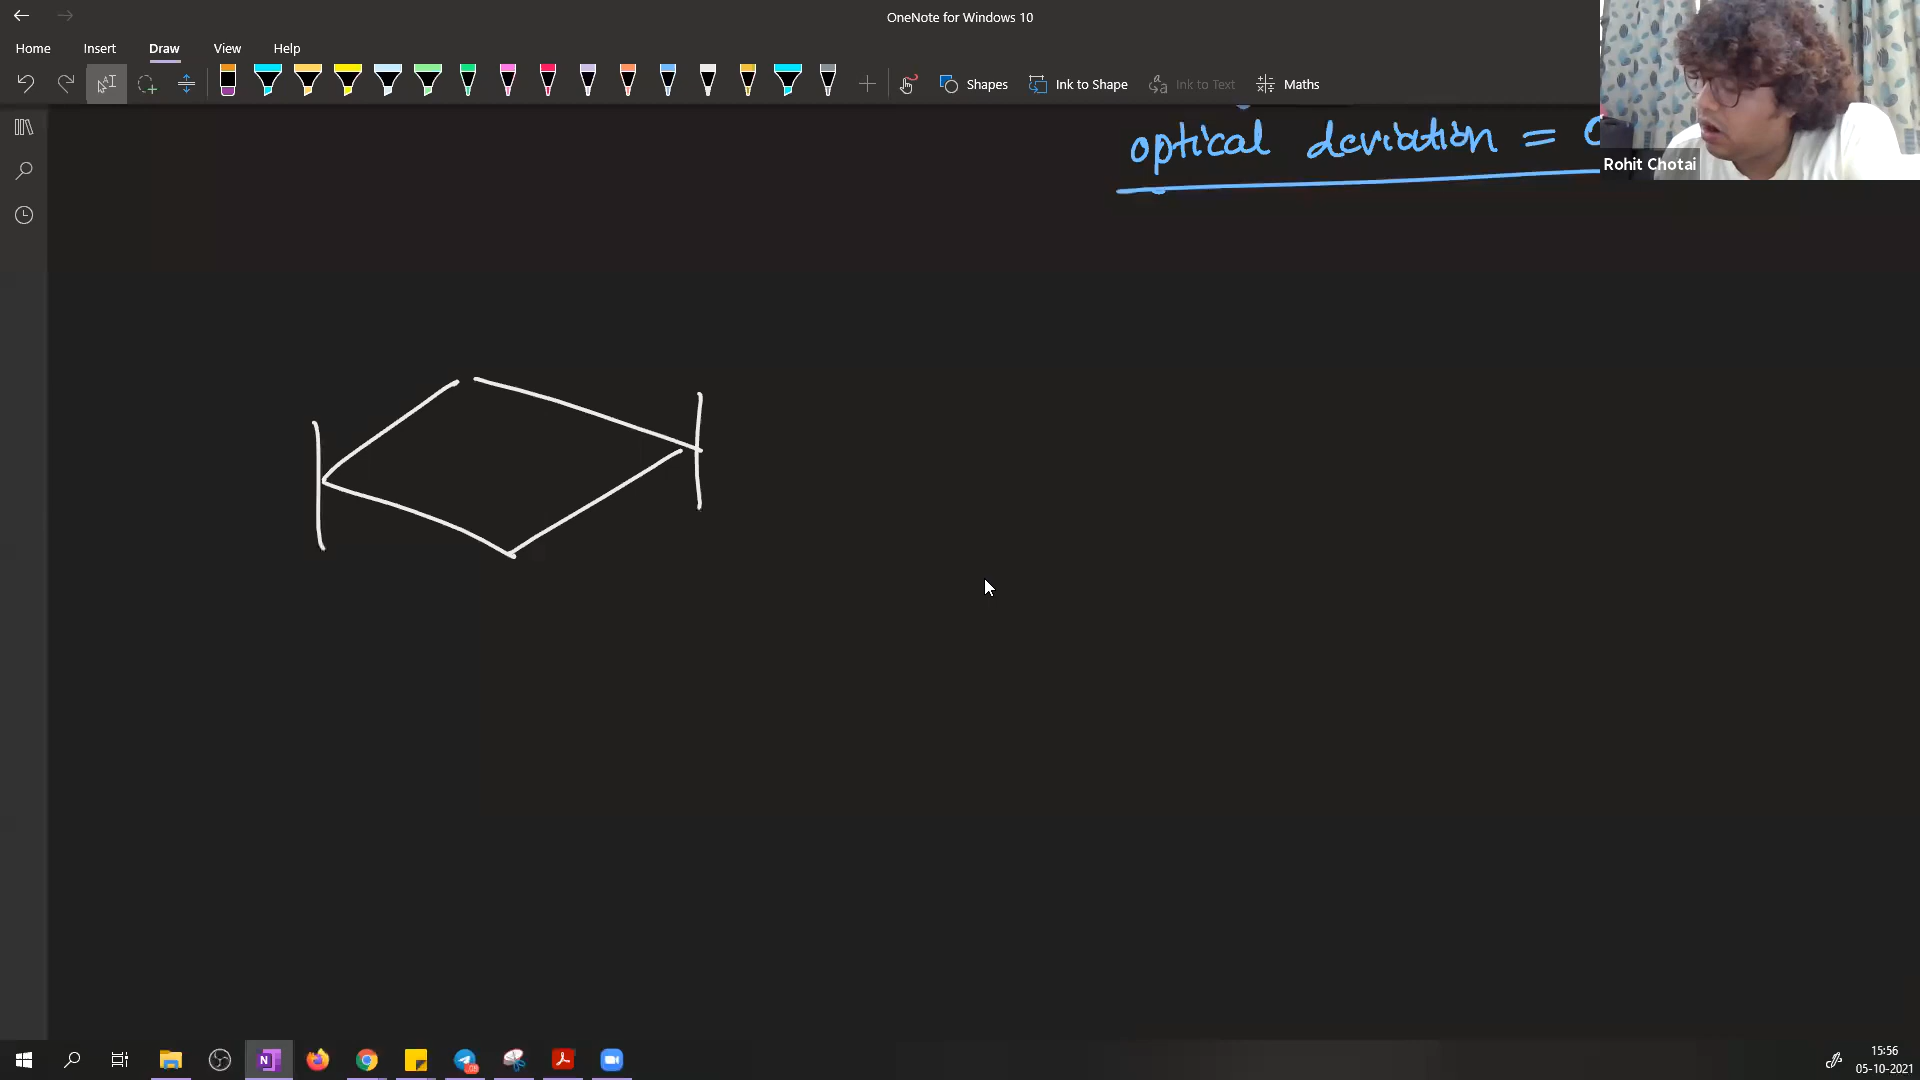 OneNote for Windows 10
Home Insert Draw View Help
Shapes Ink to Shape Ink to Text Maths
optical deviation =
Rohit Chotai
15:56
05-10-2021